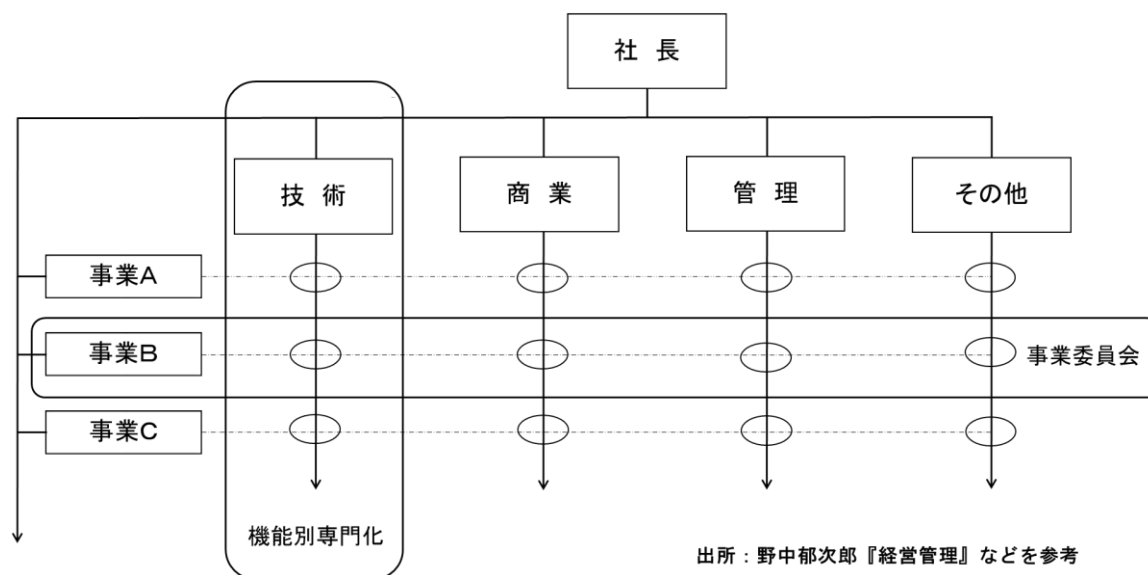 社 長
技 術
商 業
管 理
その他
事業A
事業B
事業委員会
事業C
機能別専門化
出所：野中郁次郎『経営管理』などを参考